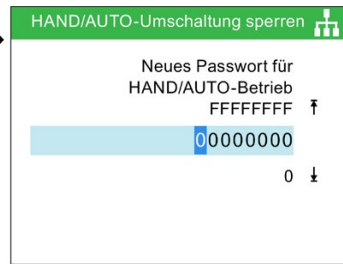 HAND/AUTO-Umschaltung sperren
Neues Passwort für
HAND/AUTO-Betrieb
FFFFFFFF
00000000
0